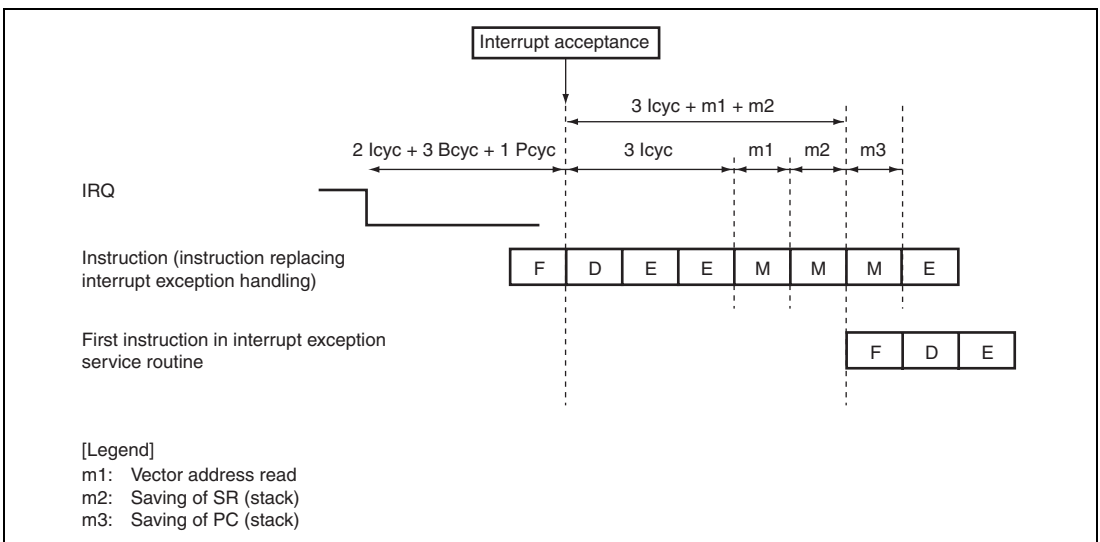 Interrupt acceptance
3 Icyc + m1 + m2
2 Icyc + 3 Bcyc + 1 Pcyc 3 Icyc m1 m2 m3
IRQ
Instruction (instruction replacing
interrupt exception handling)
F D E E M M M E
First instruction in interrupt exception
service routine
F D E
[Legend]
m1: Vector address read
m2: Saving of SR (stack)
m3: Saving of PC (stack)